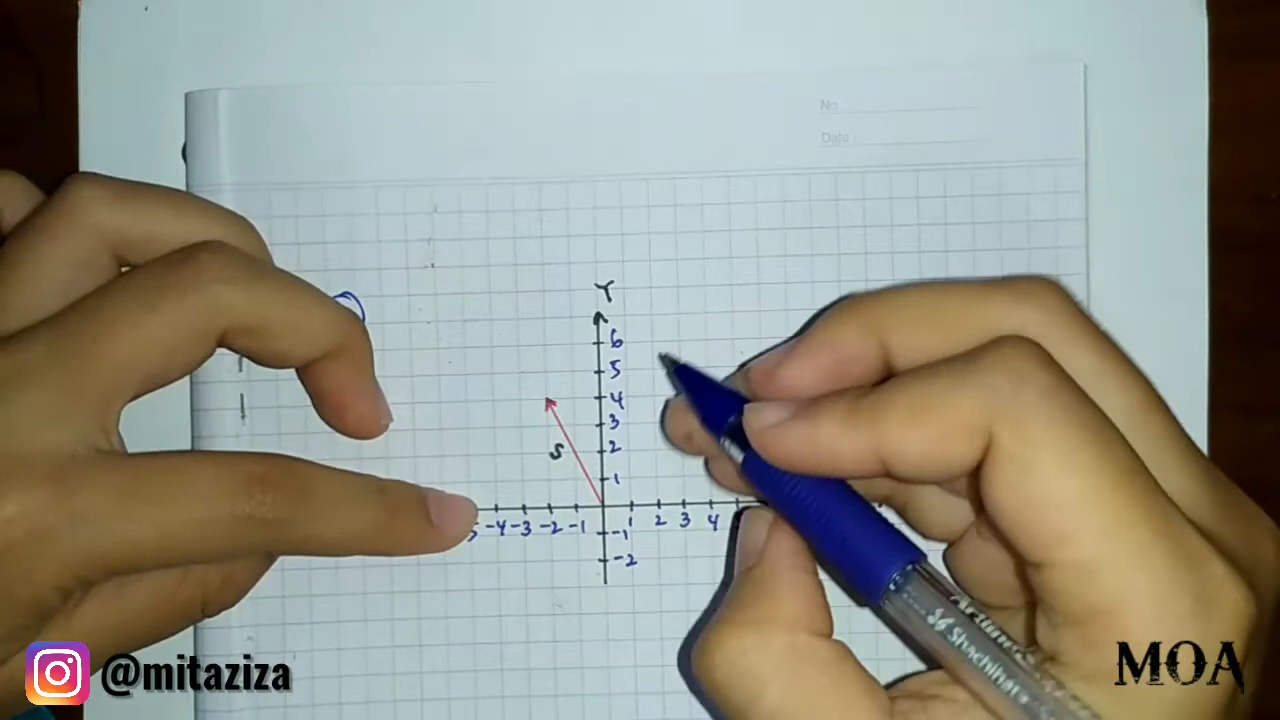 No
Date :
Y
6
5
4
3
2
1
S
-4 -3 -2 -1 1 2 3 4
-1
-2
Artline
Shachihata
@mitaziza
MOA